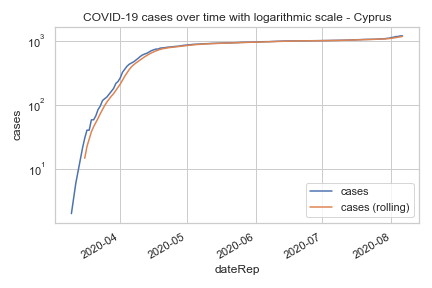 COVID-19 cases over time with logarithmic scale - Cyprus
10³
10²
10¹
cases
cases
cases (rolling)
2020-04
2020-05
2020-06
2020-07
2020-08
dateRep